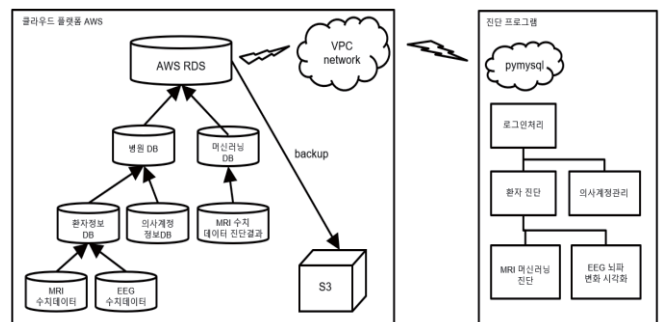 클라우드 플랫폼 AWS
AWS RDS
VPC
network
병원 DB
머신러닝
DB
backup
환자정보
DB
의사계정
정보DB
MRI 수치
데이터 진단결과
MRI
수치데이터
EEG
수치데이터
S3
진단 프로그램
pymysql
로그인처리
환자 진단
의사계정관리
MRI 머신러닝
진단
EEG 뇌파
변화 시각화